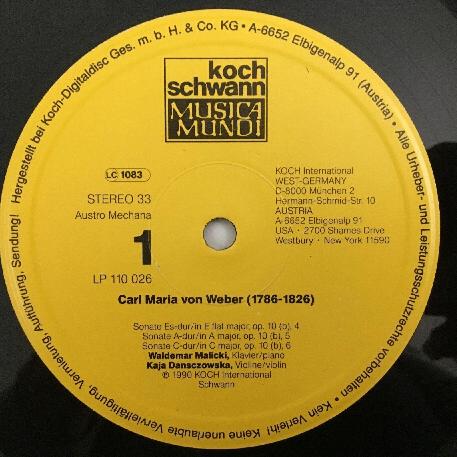 Hergestellt bei Koch-Digitaldisc Ges. m. b. H. & Co. KG • A-6652 Elbigenalp 91 (Austria) • Alle Urheber- und Leistungsschutzrechte vorbehalten • Kein Verleih! Keine unerlaubte Vervielfältigung, Vermietung, Aufführung, Sendung!
koch
schwann
MUSICA
MUNDI
LC 1083
STEREO 33
Austro Mechana
1
LP 110 026
KOCH International
WEST-GERMANY
D-8000 München 2
Hermann-Schmid-Str. 10
AUSTRIA
A-6652 Elbigenalp 91
USA • 2700 Shames Drive
Westbury • New York 11590
Carl Maria von Weber (1786-1826)
Sonate Es-dur/in E flat major, op. 10 (b), 4
Sonate A-dur/in A major, op. 10 (b), 5
Sonate C-dur/in C major, op. 10 (b), 6
Waldemar Malicki, Klavier/piano
Kaja Dansczowska, Violine/violin
℗ 1990 KOCH International
Schwann